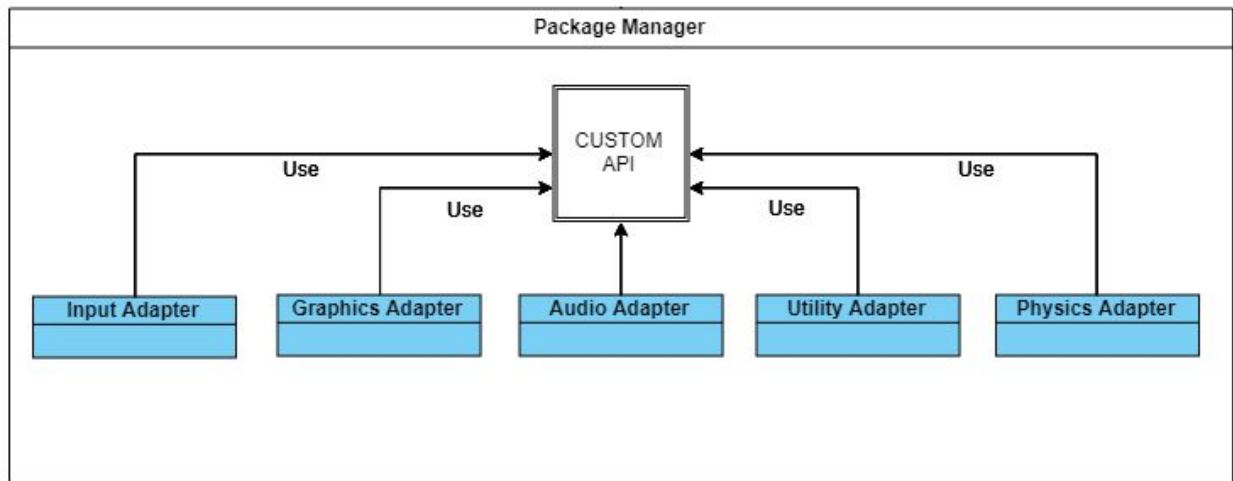 Package Manager
CUSTOM
API
Use
Use
Use
Use
Input Adapter
Graphics Adapter
Audio Adapter
Utility Adapter
Physics Adapter